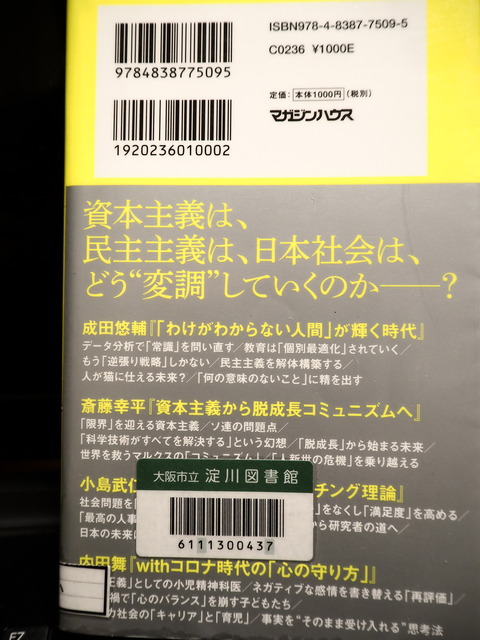 ISBN978-4-8387-7509-5
C0236 ¥1000E
9784838775095
定価:本体1000円(税別)
マガジンハウス
1920236010002
資本主義は、
民主主義は、日本社会は、
どう“変調”していくのか——?
成田悠輔『「わけがわからない人間」が輝く時代』
データ分析で「常識」を問い直す/教育は「個別最適化」されていく/
もう「逆張り戦略」しかない/民主主義を解体構築する/
人が猫に仕える未来?/「何の意味のないこと」に精を出す
斎藤幸平『資本主義から脱成長コミュニズムへ』
「限界」を迎える資本主義/ソ連の問題点/
「科学技術がすべてを解決する」という幻想/「脱成長」から始まる未来/
世界を救うマルクスの「コミュニズム」/「人新世の危機」を乗り越える
大阪市立 淀川図書館
6111300437
小島武仁 チング理論』
社会問題を をなくし「満足度」を高める/
「最高の人事 から研究者の道へ/
日本の未来に
内田舞『withコロナ時代の「心の守り方」』
主義」としての小児精神科医/ネガティブな感情を書き替える「再評価」/
禍で「心のバランス」を崩す子どもたち/
カ社会の「キャリア」と「育児」/事実を“そのまま受け入れる”思考法